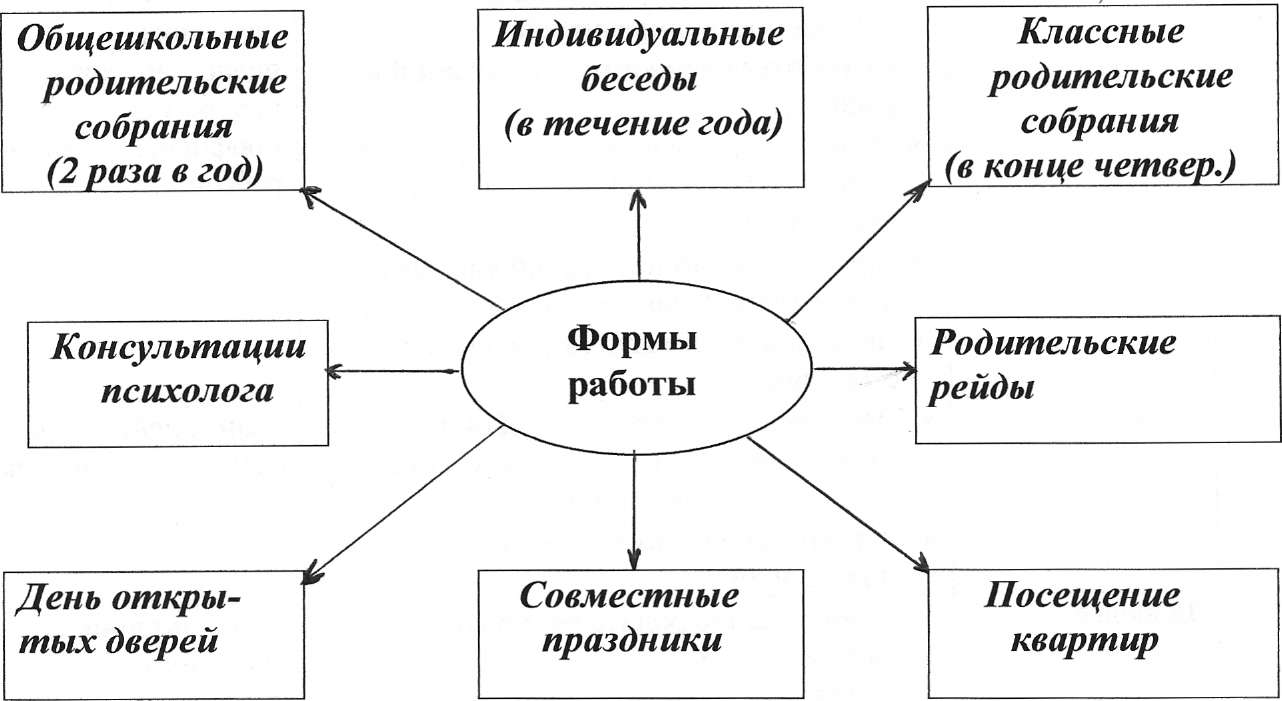 Общешкольные
родительские
собрания
(2 раза в год)
Индивидуальные
беседы
(в течение года)
Классные
родительские
собрания
(в конце четвер.)
Консультации
психолога
Формы
работы
Родительские
рейды
День откры-
тых дверей
Совместные
праздники
Посещение
квартир